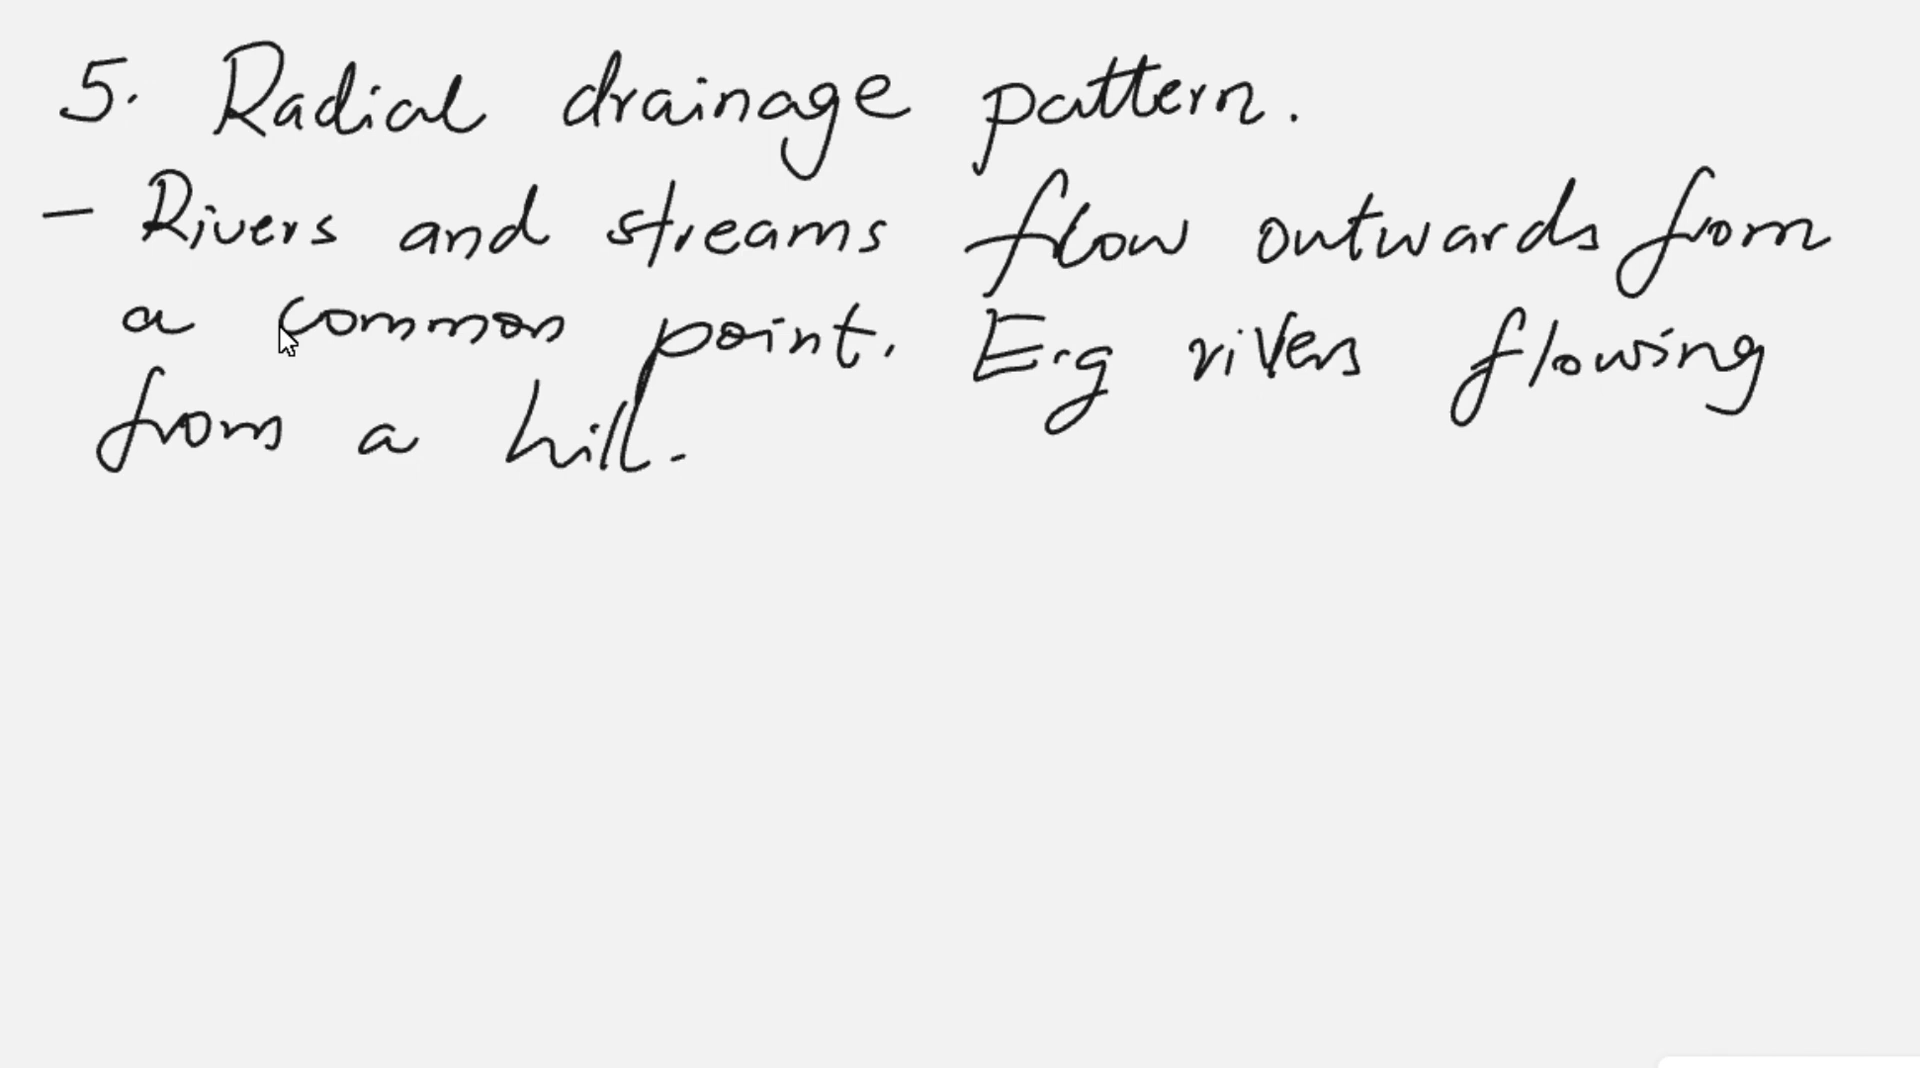 5. Radial drainage pattern.
- Rivers and streams flow outwards from
a common point. E.g rivers flowing
from a hill.